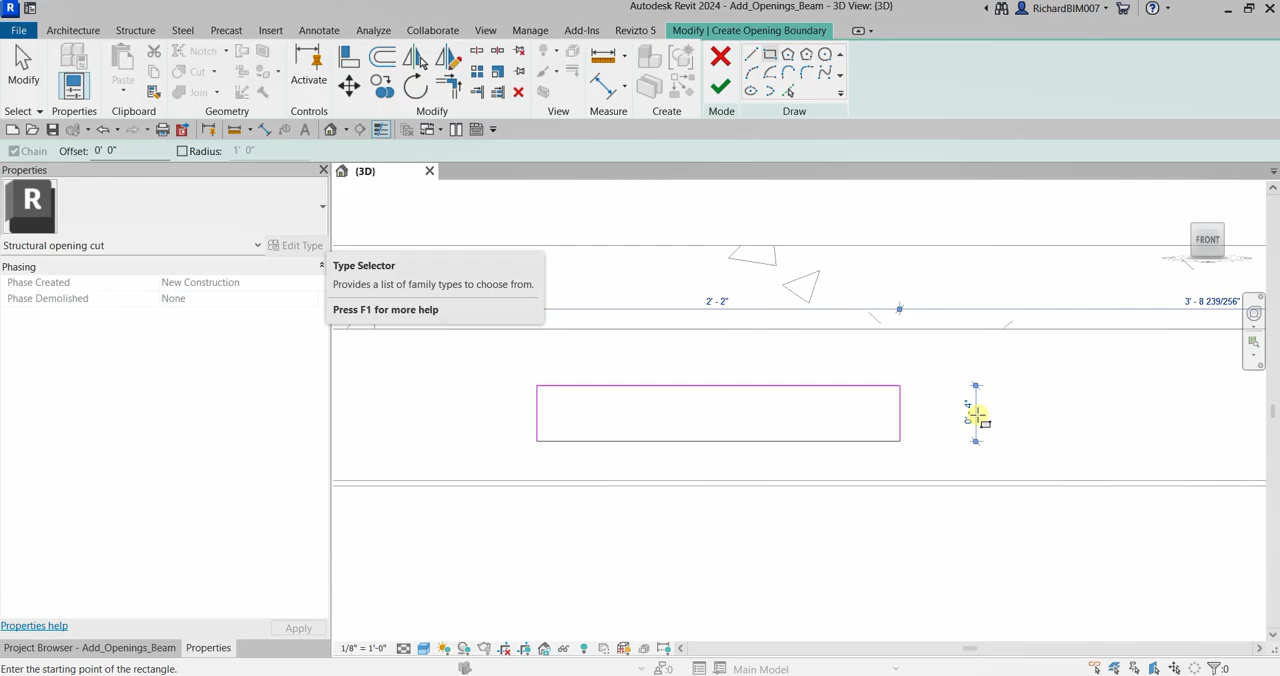 Autodesk Revit 2024 - Add_Openings_Beam - 3D View: {3D}
RichardBIM007
File Architecture Structure Steel Precast Insert Annotate Analyze Collaborate View Manage Add-Ins Revizto 5 Modify | Create Opening Boundary
Modify Paste Notch Cut Join Activate
Select Properties Clipboard Geometry Controls Modify View Measure Create Mode Draw
Chain Offset: 0' 0" Radius: 1' 0"
Properties
{3D}
R
Structural opening cut Edit Type
Phasing
Phase Created New Construction
Phase Demolished None
Type Selector
Provides a list of family types to choose from.
Press F1 for more help
FRONT
2' - 2"
3' - 8 239/256"
0' - 4"
Properties help Apply
Project Browser - Add_Openings_Beam Properties
1/8" = 1'-0"
Enter the starting point of the rectangle.
:0
Main Model
:0